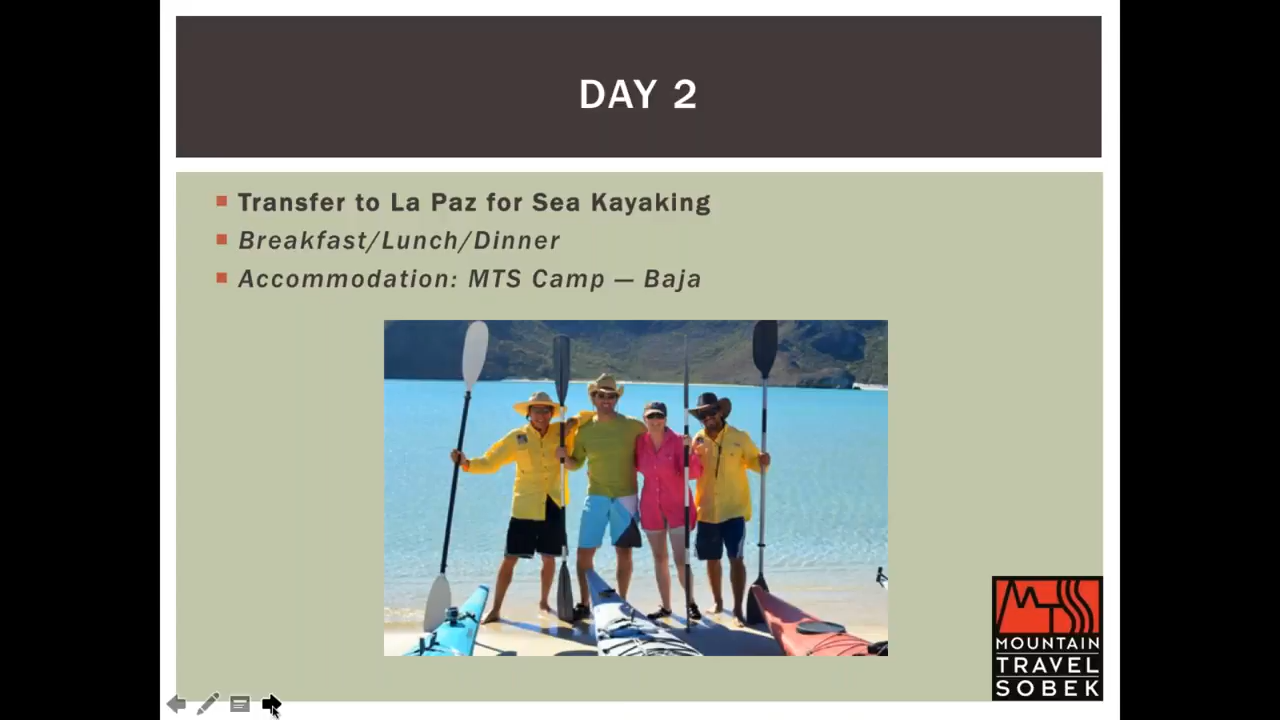 DAY 2
Transfer to La Paz for Sea Kayaking
Breakfast/Lunch/Dinner
Accommodation: MTS Camp — Baja
MTS
MOUNTAIN
TRAVEL
SOBEK